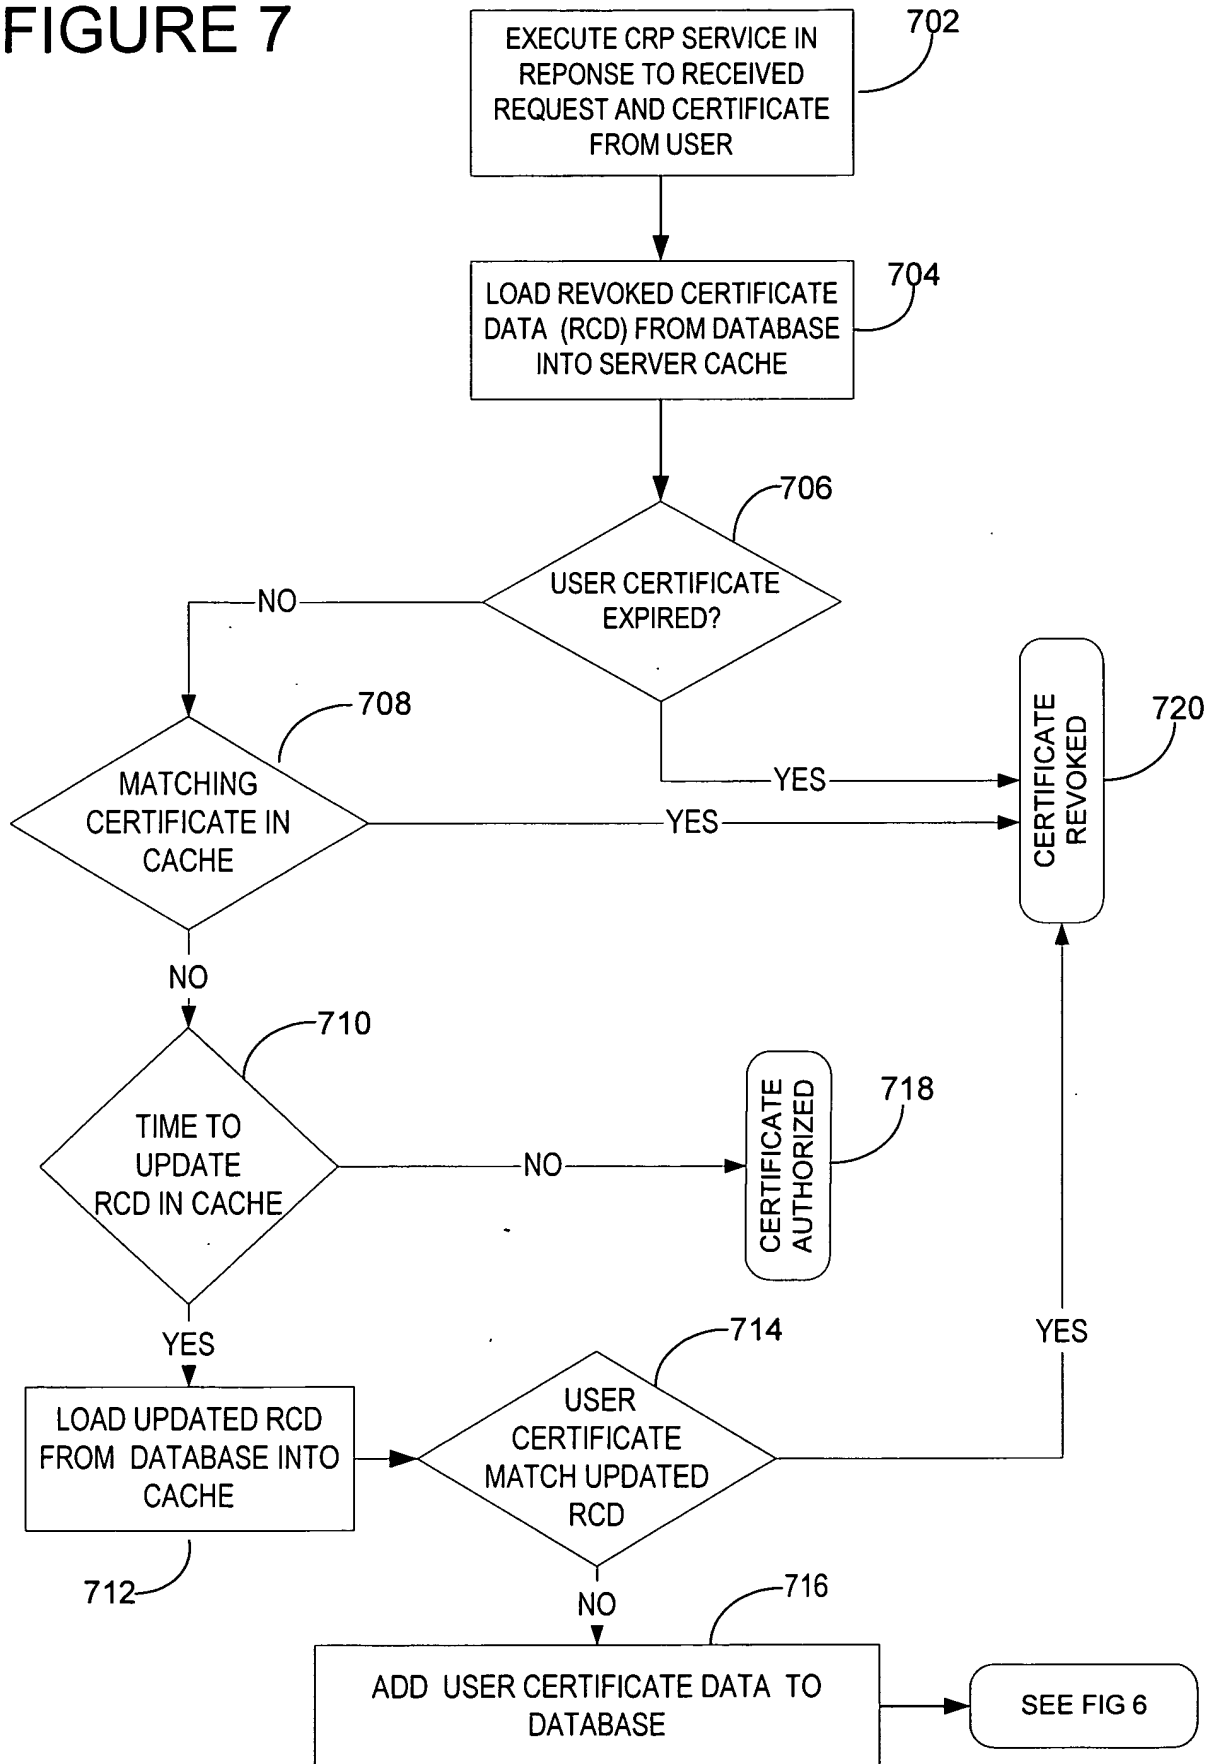 FIGURE 7
702
EXECUTE CRP SERVICE IN
REPONSE TO RECEIVED
REQUEST AND CERTIFICATE
FROM USER
704
LOAD REVOKED CERTIFICATE
DATA (RCD) FROM DATABASE
INTO SERVER CACHE
706
USER CERTIFICATE
EXPIRED?
NO
YES
708
MATCHING
CERTIFICATE IN
CACHE
YES
NO
CERTIFICATE
REVOKED
720
710
TIME TO
UPDATE
RCD IN CACHE
NO
CERTIFICATE
AUTHORIZED
718
YES
714
YES
LOAD UPDATED RCD
FROM DATABASE INTO
CACHE
712
USER
CERTIFICATE
MATCH UPDATED
RCD
NO
716
ADD USER CERTIFICATE DATA TO
DATABASE
SEE FIG 6